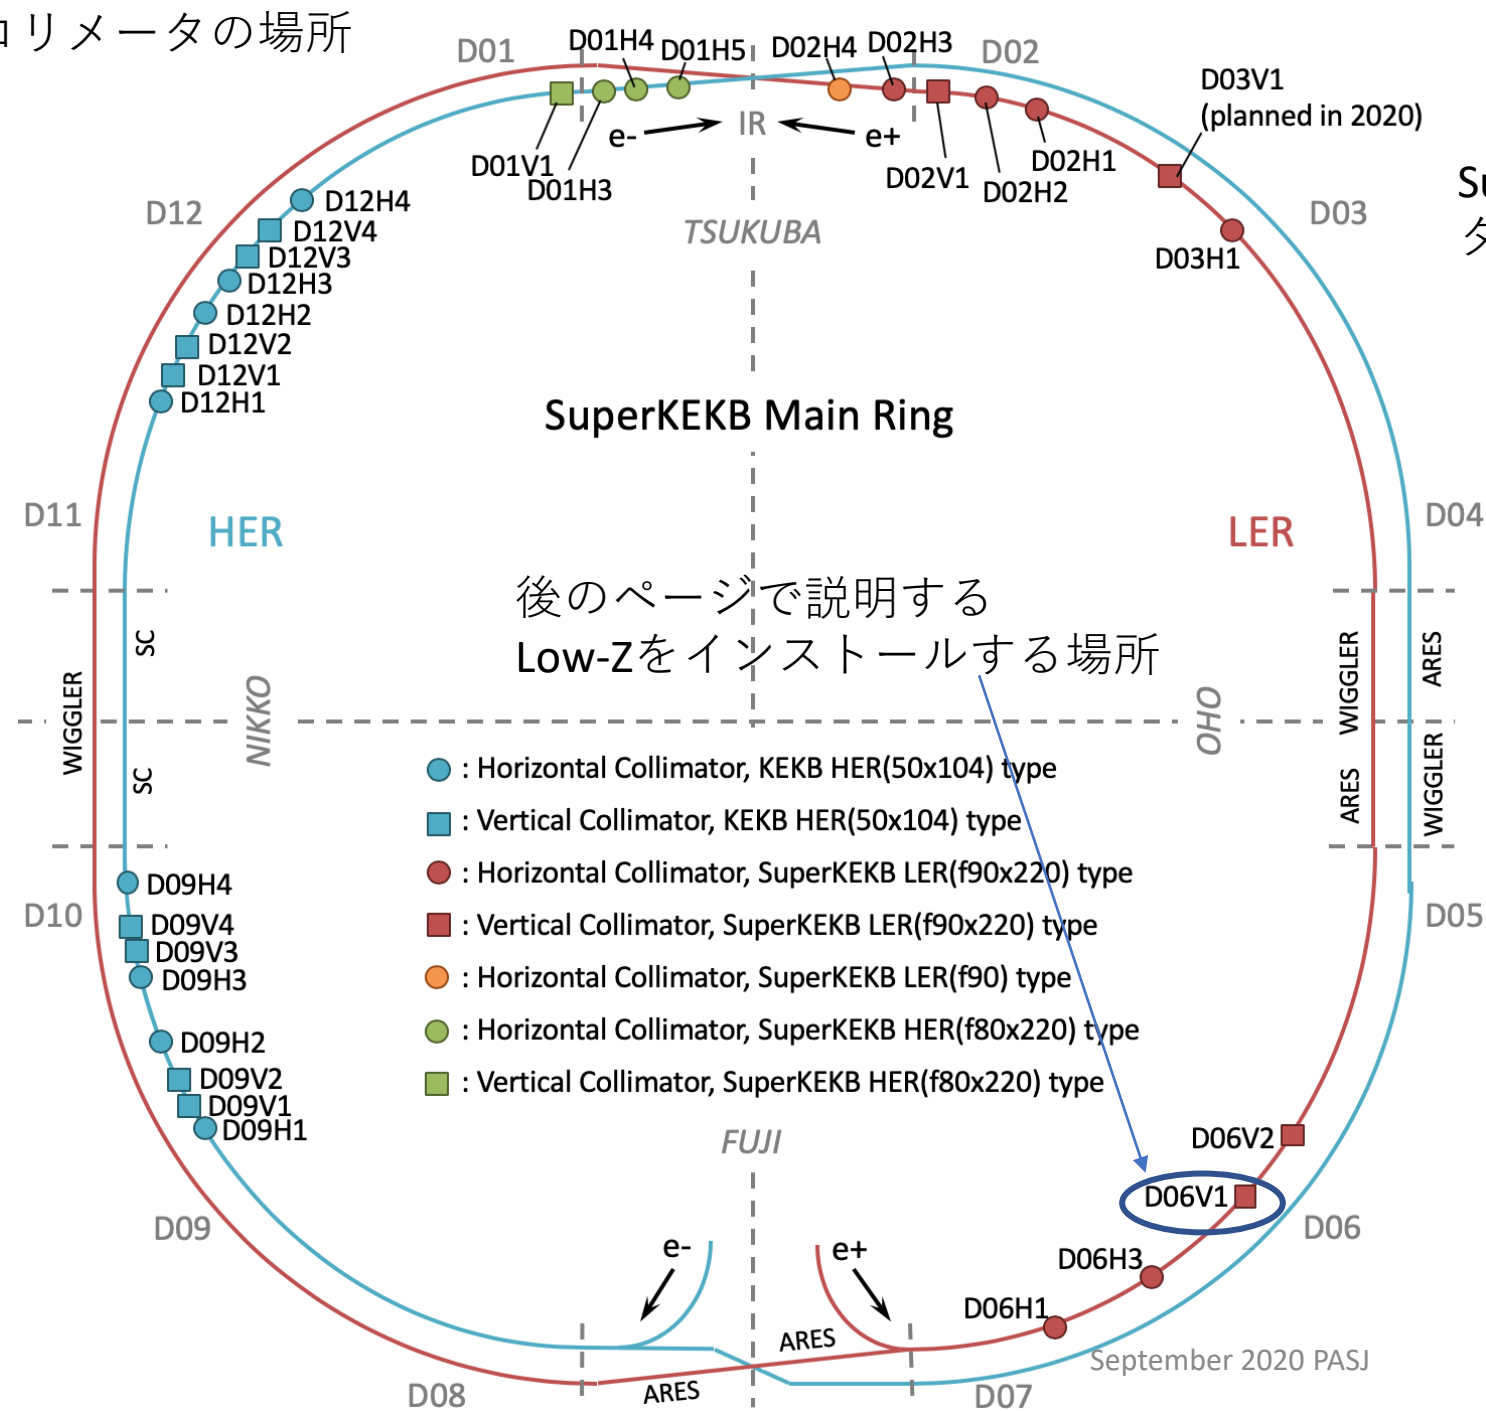 コリメータの場所
D01
D01H4
D01H5
D02H4
D02H3
D02
D03V1
(planned in 2020)
e-
IR
e+
D01V1
D01H3
D02V1
D02H2
D02H1
D12
D12H4
D12V4
D12V3
D12H3
D12H2
D12V2
D12V1
D12H1
TSUKUBA
D03
D03H1
SuperKEKB Main Ring
D11
HER
LER
D04
後のページで説明する
Low-Zをインストールする場所
WIGGLER
SC
SC
NIKKO
OHO
WIGGLER
ARES
ARES
WIGGLER
: Horizontal Collimator, KEKB HER(50x104) type
: Vertical Collimator, KEKB HER(50x104) type
: Horizontal Collimator, SuperKEKB LER(f90x220) type
: Vertical Collimator, SuperKEKB LER(f90x220) type
: Horizontal Collimator, SuperKEKB LER(f90) type
: Horizontal Collimator, SuperKEKB HER(f80x220) type
: Vertical Collimator, SuperKEKB HER(f80x220) type
D10
D09H4
D09V4
D09V3
D09H3
D09H2
D09V2
D09V1
D09H1
D05
FUJI
D06V2
D06V1
D06
D09
e-
e+
D06H3
D06H1
ARES
ARES
September 2020 PASJ
D08
D07